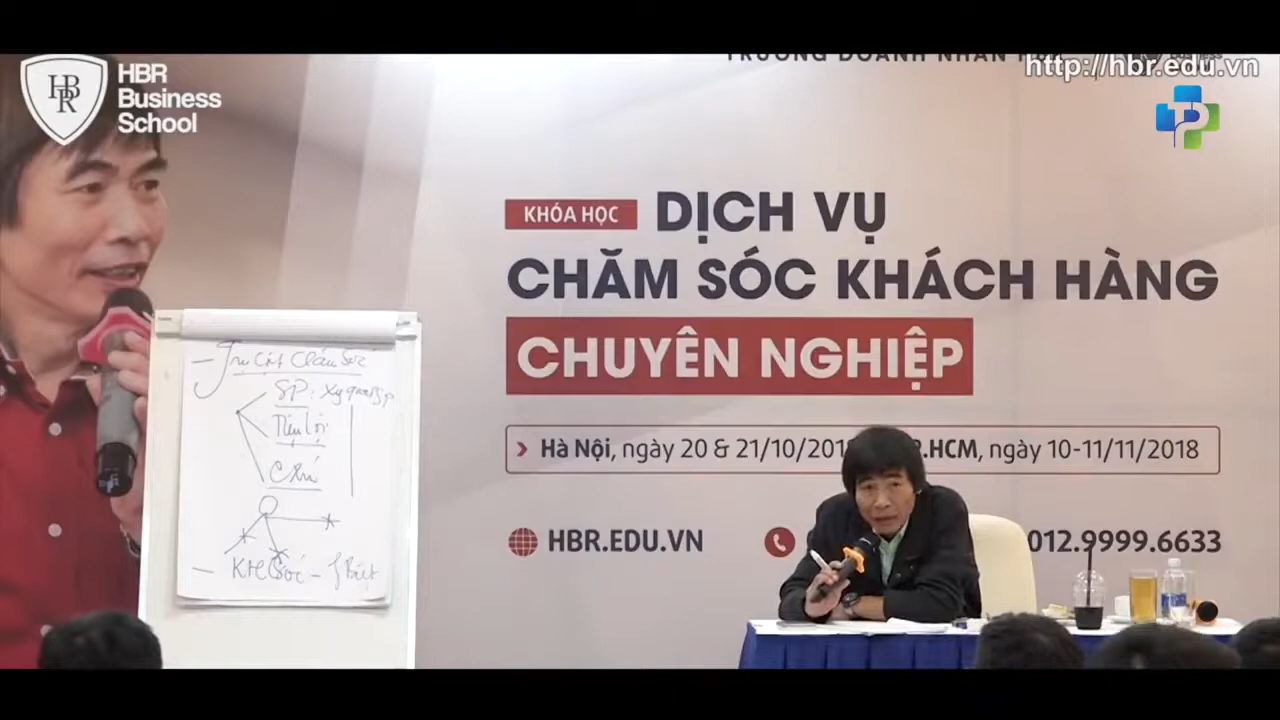 HBR
Business
School
http://hbr.edu.vn
KHÓA HỌC DỊCH VỤ
CHĂM SÓC KHÁCH HÀNG
CHUYÊN NGHIỆP
Hà Nội, ngày 20 & 21/10/201
.HCM, ngày 10-11/11/2018
HBR.EDU.VN
012.9999.6633
SP: